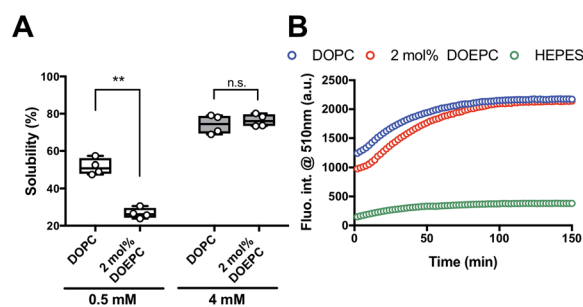 A
Solubility (%)
100
80
60
40
20
**
n.s.
DOPC
2 mol%
DOEPC
DOPC
2 mol%
DOEPC
0.5 mM
4 mM
B
DOPC 2 mol% DOEPC HEPES
Fluo. int. @ 510nm (a.u.)
2500
2000
1500
1000
500
0
0 50 100 150
Time (min)